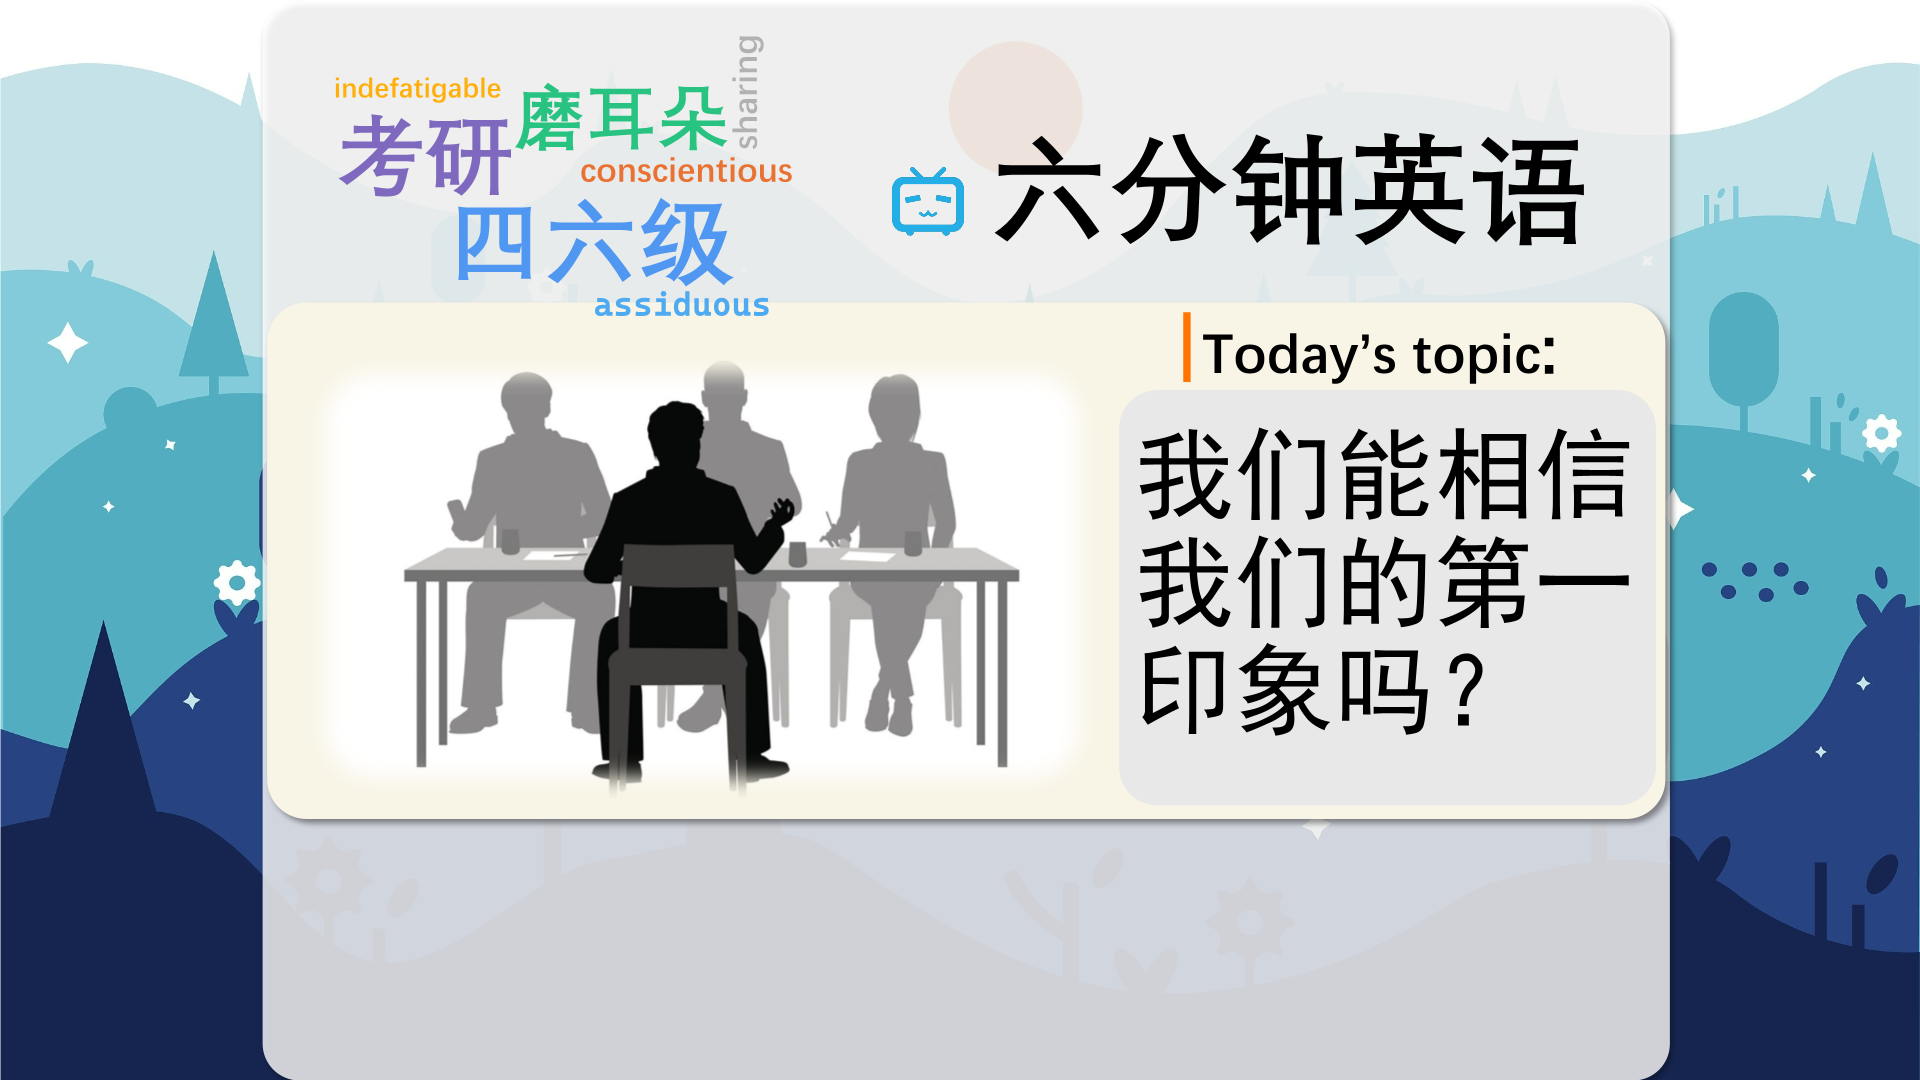 indefatigable
磨耳朵
sharing
考研
conscientious
四六级
assiduous
六分钟英语
Today’s topic:
我们能相信
我们的第一
印象吗？